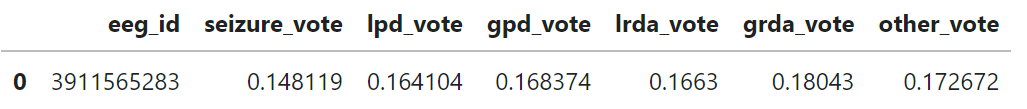 eeg_id seizure_vote lpd_vote gpd_vote lrda_vote grda_vote other_vote
0 3911565283 0.148119 0.164104 0.168374 0.1663 0.18043 0.172672